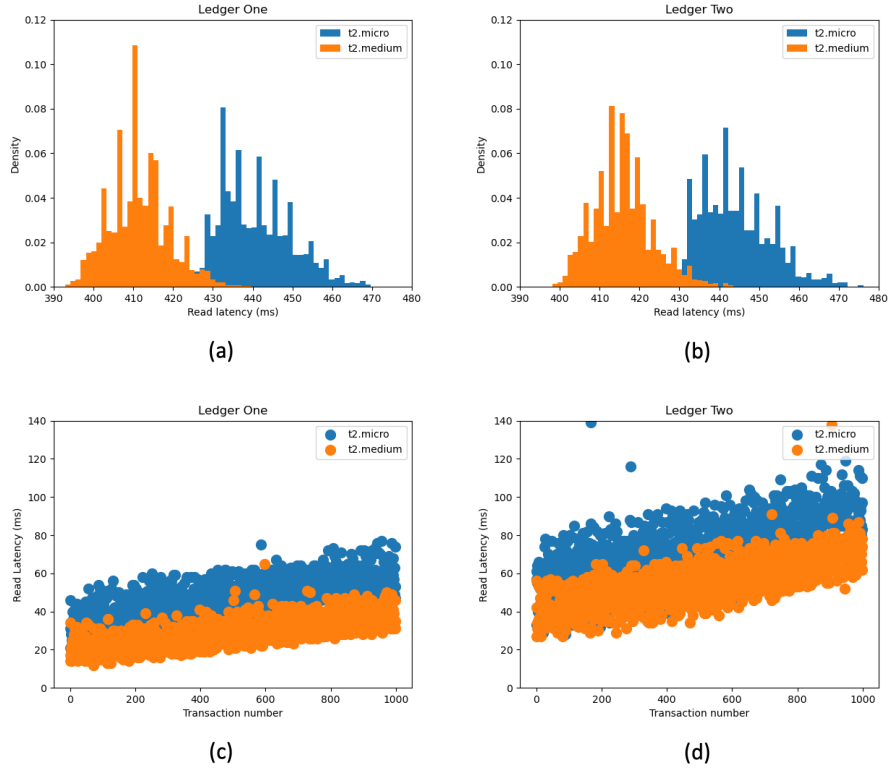 Ledger One
0.12
0.10
0.08
0.06
0.04
0.02
0.00
Density
t2.micro
t2.medium
390 400 410 420 430 440 450 460 470 480
Read latency (ms)
(a)
Ledger Two
0.12
0.10
0.08
0.06
0.04
0.02
0.00
Density
t2.micro
t2.medium
390 400 410 420 430 440 450 460 470 480
Read latency (ms)
(b)
Ledger One
140
120
100
80
60
40
20
0
Read Latency (ms)
t2.micro
t2.medium
0 200 400 600 800 1000
Transaction number
(c)
Ledger Two
140
120
100
80
60
40
20
0
Read Latency (ms)
t2.micro
t2.medium
0 200 400 600 800 1000
Transaction number
(d)